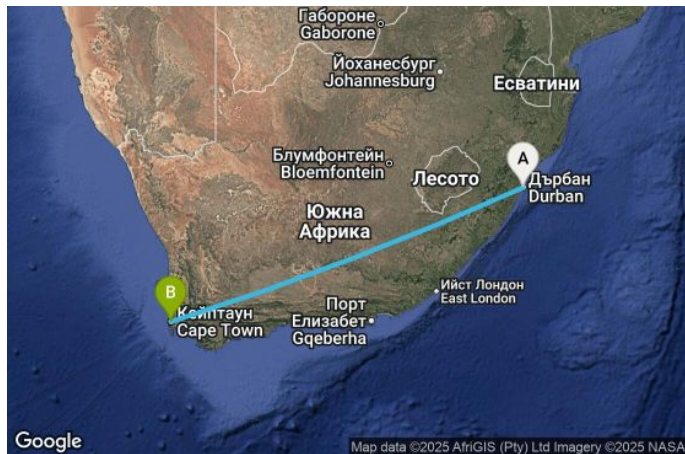 Габороне
Gaborone
Йоханесбург
Johannesburg
Есватини
A
Блумфонтейн
Bloemfontein
Лесото
Дърбан
Durban
Южна
Африка
B
Кейптаун
Cape Town
Порт
Елизабет
Gqeberha
Ийст Лондон
East London
Google
Map data ©2025 AfriGIS (Pty) Ltd Imagery ©2025 NASA